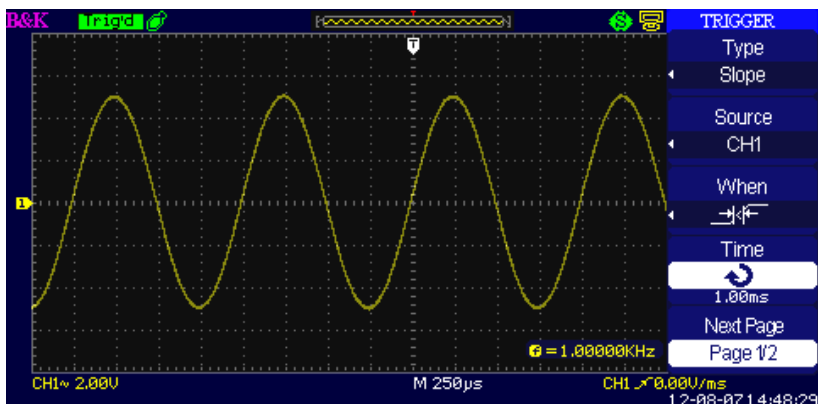 B&K Trig'd T S TRIGGER
Type
Slope
Source
CH1
When
Time
1.00ms
Next Page
Page 1/2
1
f = 1.00000KHz
CH1~ 2.00V M 250µs CH1 0.00V/ms
12-08-07 14:48:29